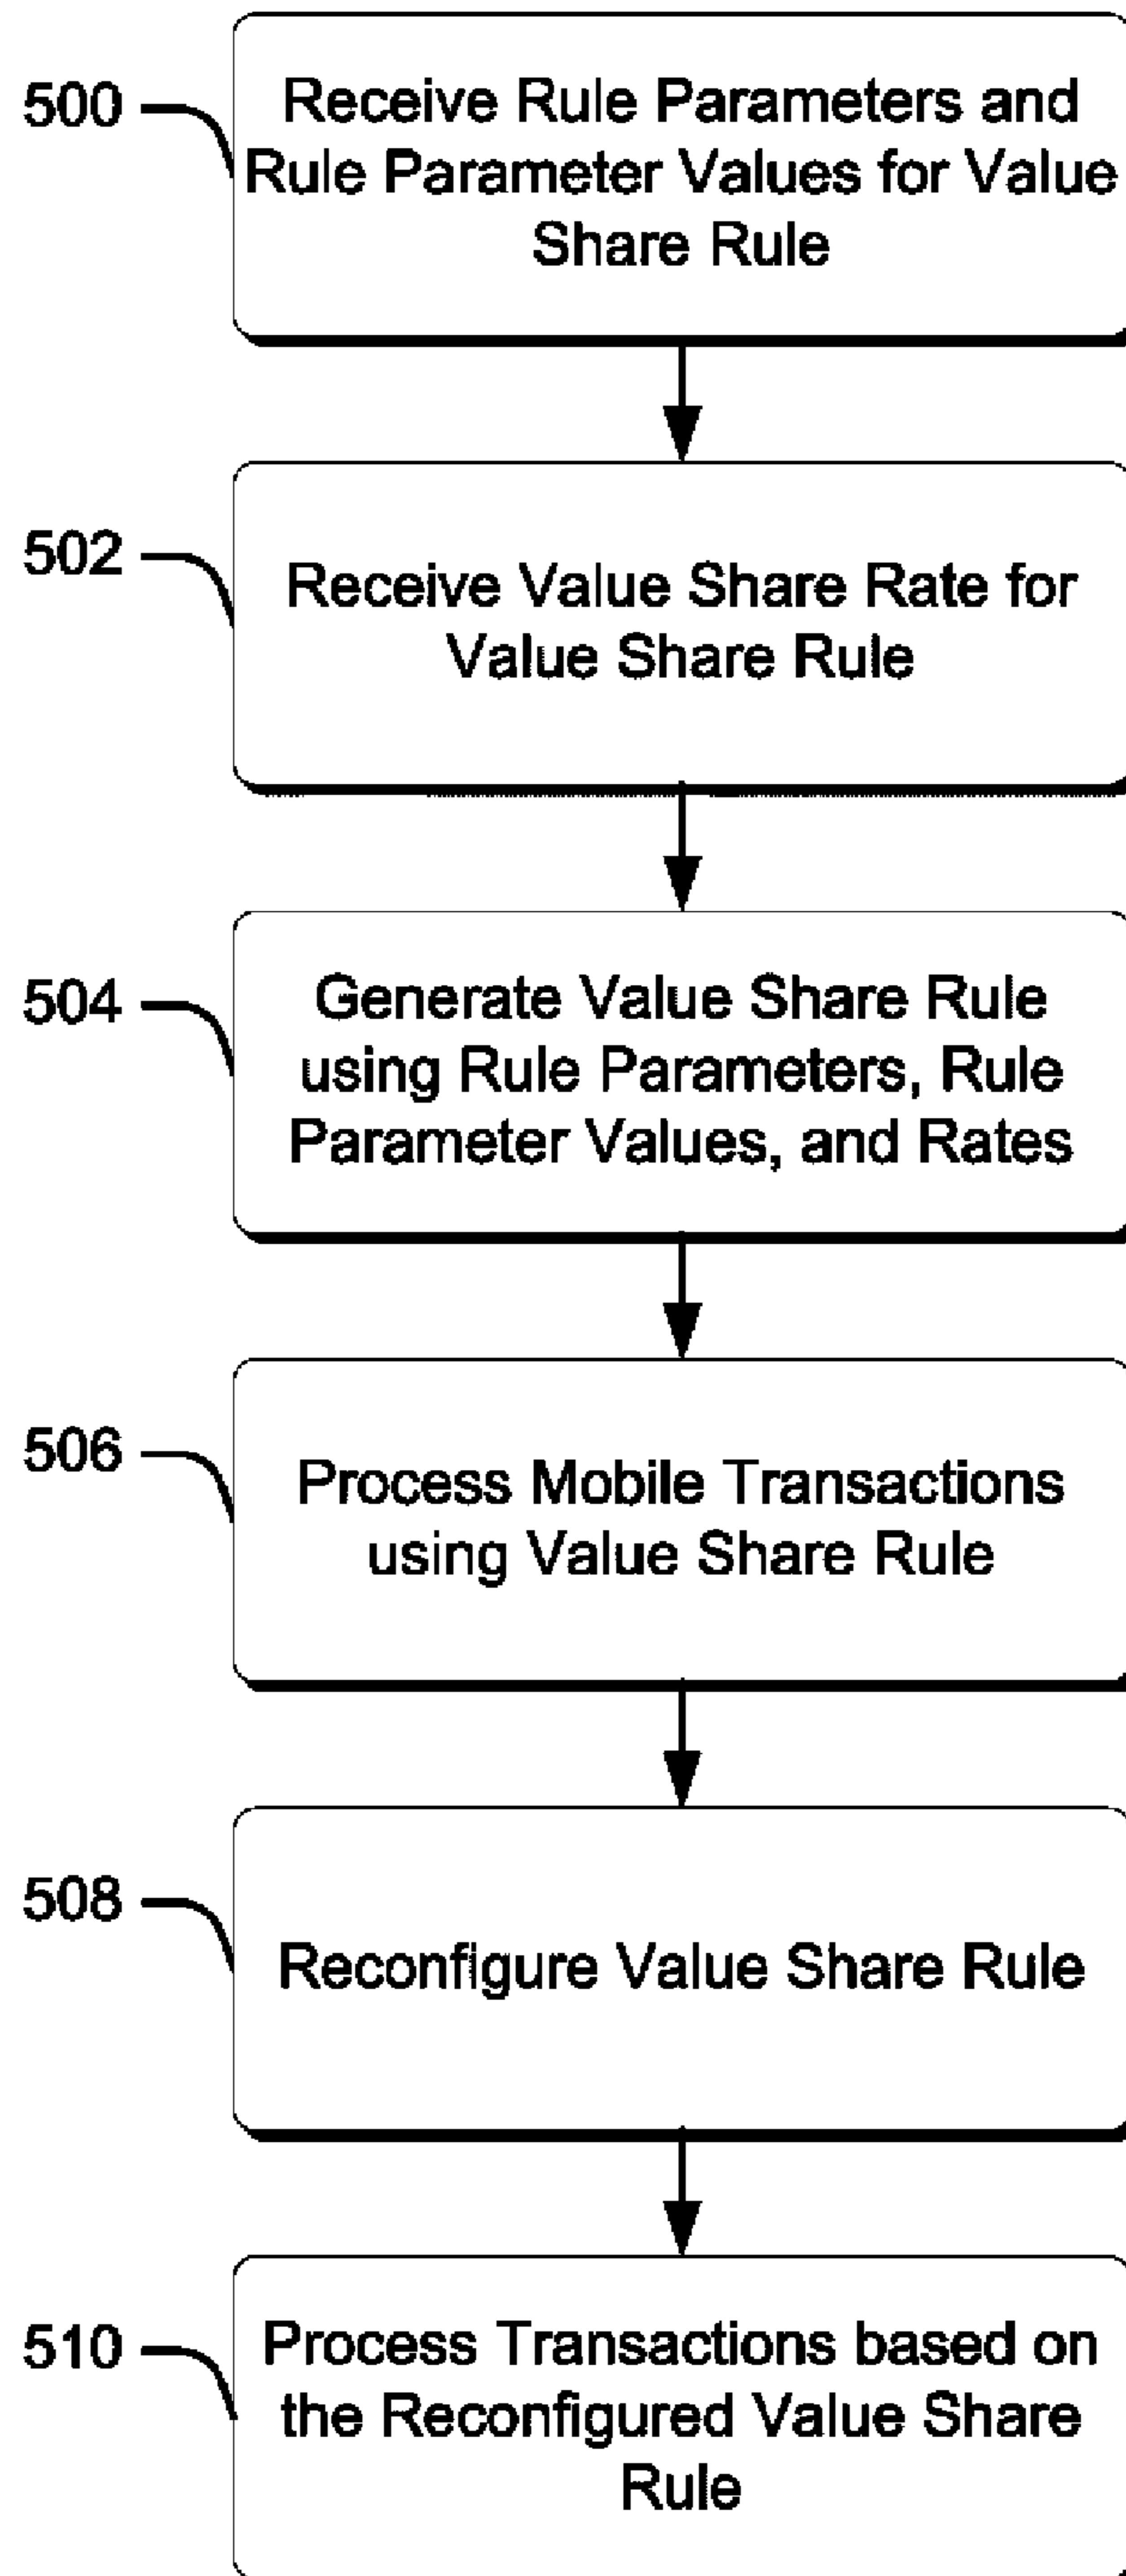 500
Receive Rule Parameters and
Rule Parameter Values for Value
Share Rule
502
Receive Value Share Rate for
Value Share Rule
504
Generate Value Share Rule
using Rule Parameters, Rule
Parameter Values, and Rates
506
Process Mobile Transactions
using Value Share Rule
508
Reconfigure Value Share Rule
510
Process Transactions based on
the Reconfigured Value Share
Rule